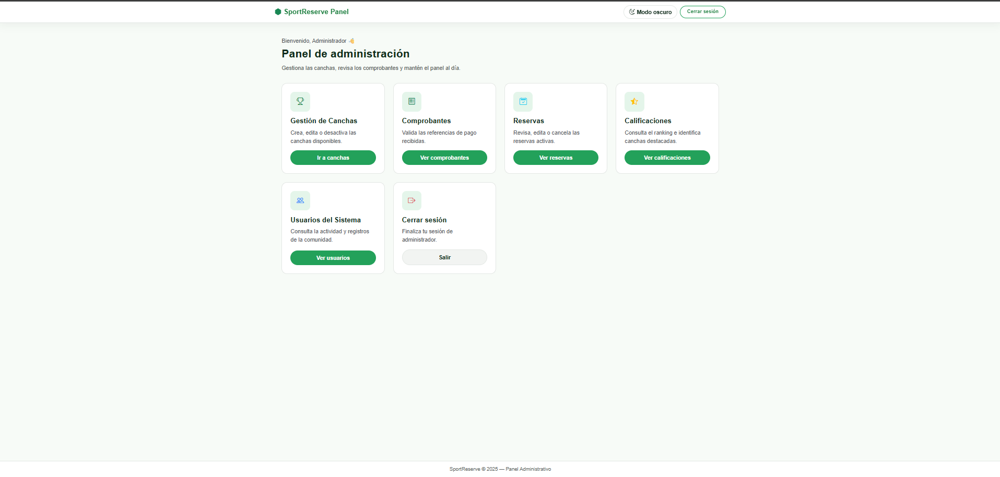 SportReserve Panel
Modo oscuro
Cerrar sesión
Bienvenido, Administrador 👋
Panel de administración
Gestiona las canchas, revisa los comprobantes y mantén el panel al día.
Gestión de Canchas
Crea, edita o desactiva las
canchas disponibles.
Ir a canchas
Comprobantes
Valida las referencias de pago
recibidas.
Ver comprobantes
Reservas
Revisa, edita o cancela las
reservas activas.
Ver reservas
Calificaciones
Consulta el ranking e identifica
canchas destacadas.
Ver calificaciones
Usuarios del Sistema
Consulta la actividad y registros
de la comunidad.
Ver usuarios
Cerrar sesión
Finaliza tu sesión de
administrador.
Salir
SportReserve © 2025 — Panel Administrativo